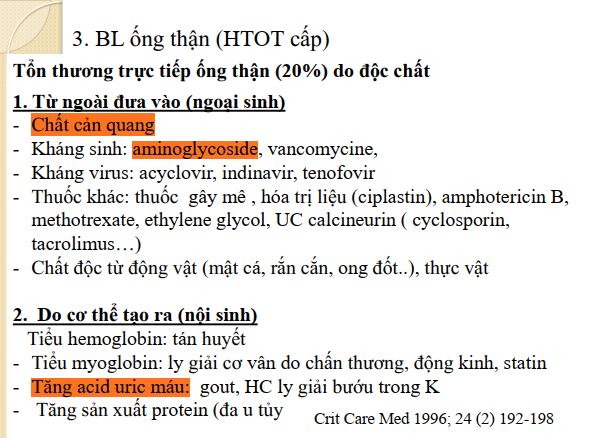 3. BL ống thận (HTOT cấp)
Tổn thương trực tiếp ống thận (20%) do độc chất
1. Từ ngoài đưa vào (ngoại sinh)
- Chất cản quang
- Kháng sinh: aminoglycoside, vancomycine,
- Kháng virus: acyclovir, indinavir, tenofovir
- Thuốc khác: thuốc gây mê , hóa trị liệu (ciplastin), amphotericin B,
methotrexate, ethylene glycol, UC calcineurin ( cyclosporin,
tacrolimus…)
- Chất độc từ động vật (mật cá, rắn cắn, ong đốt..), thực vật
2. Do cơ thể tạo ra (nội sinh)
Tiểu hemoglobin: tán huyết
- Tiểu myoglobin: ly giải cơ vân do chấn thương, động kinh, statin
- Tăng acid uric máu: gout, HC ly giải bướu trong K
- Tăng sản xuất protein (đa u tủy
Crit Care Med 1996; 24 (2) 192-198